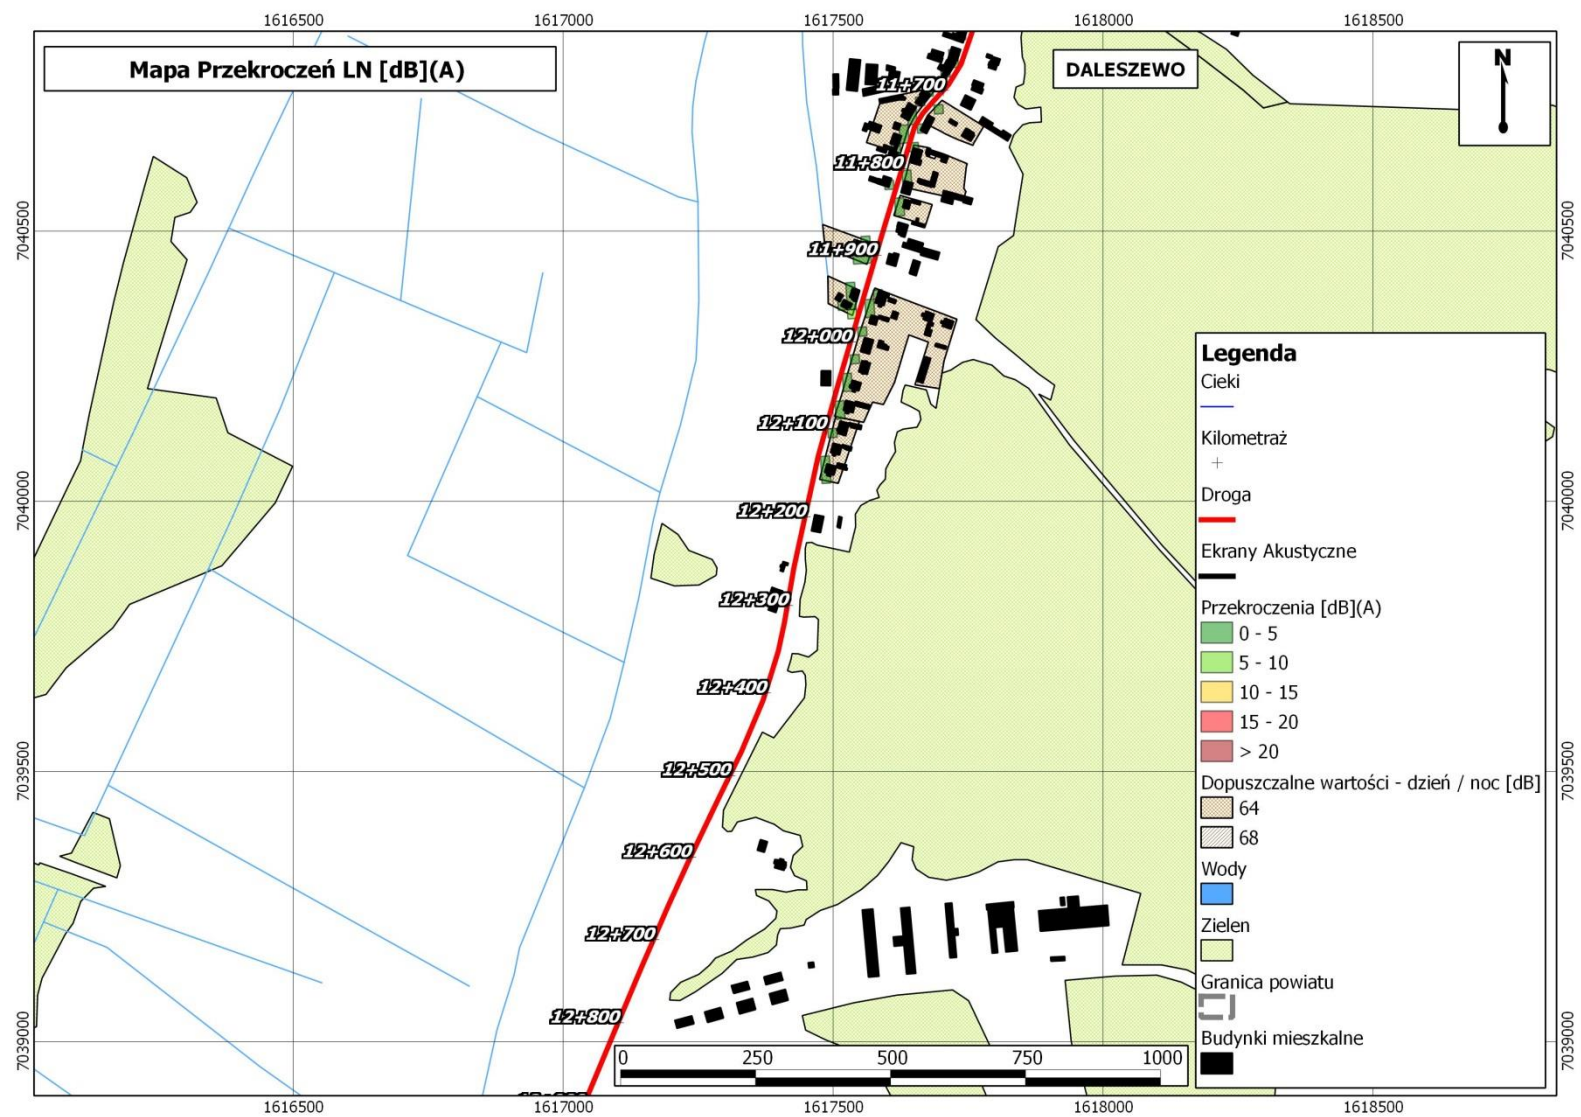 1616500 1617000 1617500 1618000 1618500
Mapa Przekroczeń LN [dB](A)
DALESZEWO
N
11+700
11+800
7040500 7040500
11+900
12+000
12+100
7040000 7040000
12+200
12+300
12+400
12+500
7039500 7039500
12+600
12+700
12+800
7039000 7039000
Legenda
Cieki
Kilometraż
Droga
Ekrany Akustyczne
Przekroczenia [dB](A)
0 - 5
5 - 10
10 - 15
15 - 20
> 20
Dopuszczalne wartości - dzień / noc [dB]
64
68
Wody
Zielen
Granica powiatu
Budynki mieszkalne
0 250 500 750 1000
1616500 1617000 1617500 1618000 1618500